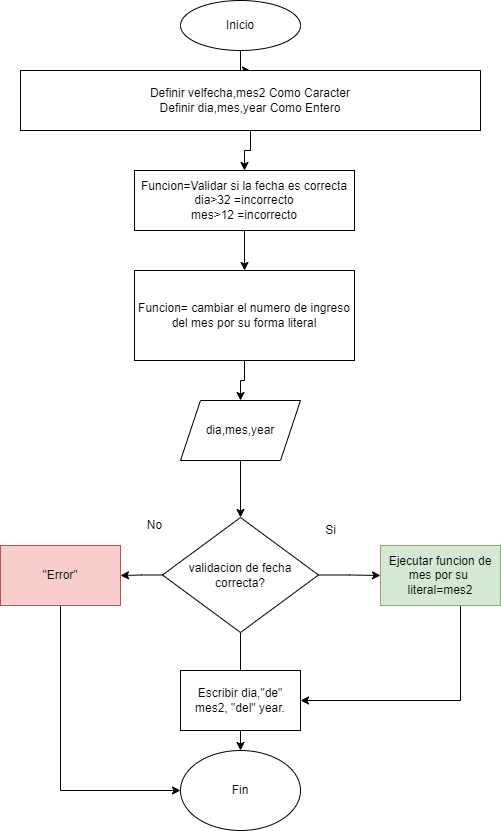 Inicio
Definir velfecha,mes2 Como Caracter
Definir dia,mes,year Como Entero
Funcion=Validar si la fecha es correcta
dia>32 =incorrecto
mes>12 =incorrecto
Funcion= cambiar el numero de ingreso
del mes por su forma literal
dia,mes,year
No
Si
"Error"
validacion de fecha
correcta?
Ejecutar funcion de
mes por su
literal=mes2
Escribir dia,"de"
mes2, "del" year.
Fin